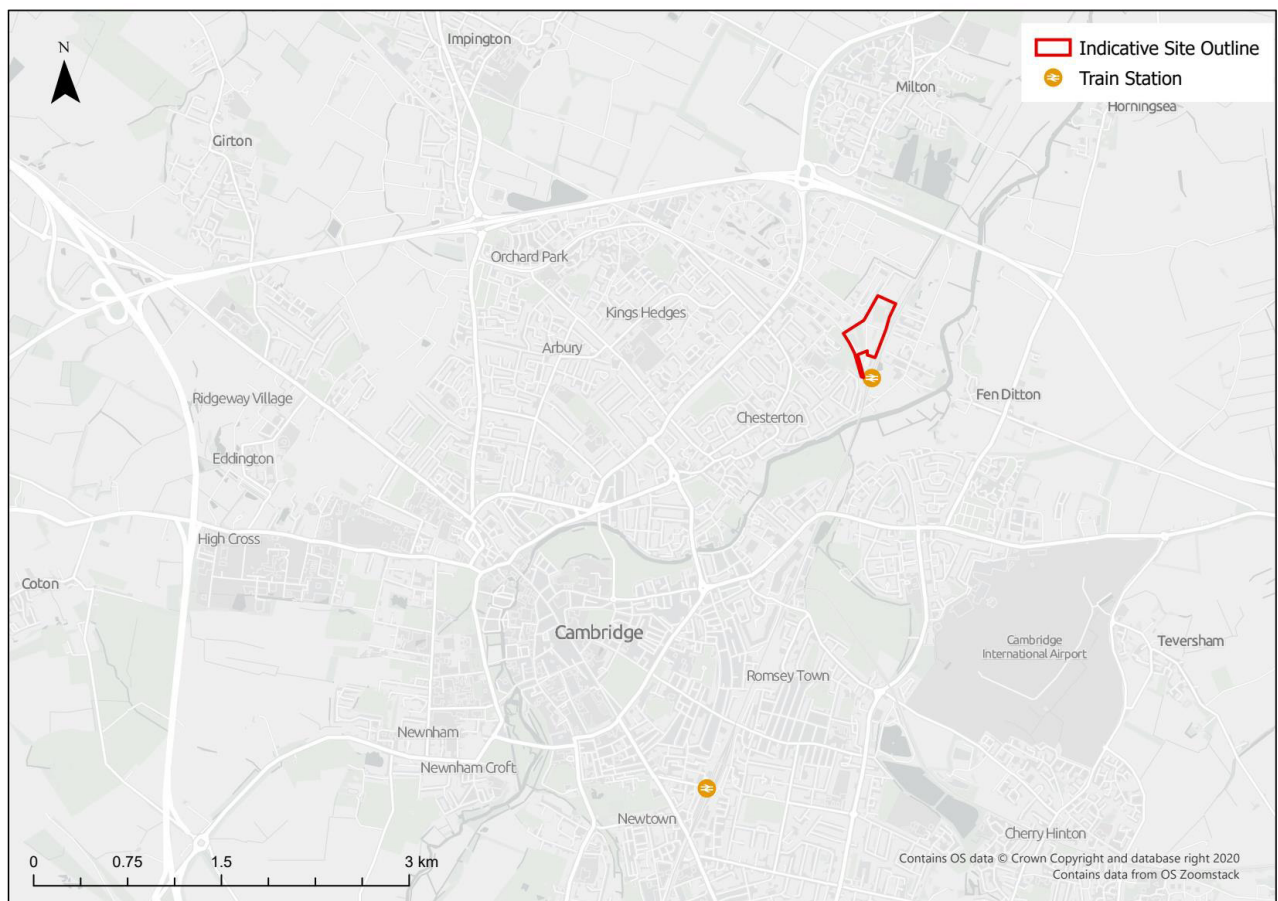 Impington
N
Indicative Site Outline
Train Station
Milton
Horningsea
Girton
Orchard Park
Kings Hedges
Arbury
Ridgeway Village
Chesterton
Fen Ditton
Eddington
High Cross
Coton
Cambridge
Cambridge
International Airport
Teversham
Romsey Town
Newnham
Newnham Croft
Newtown
Cherry Hinton
0 0.75 1.5 3 km
Contains OS data © Crown Copyright and database right 2020
Contains data from OS Zoomstack